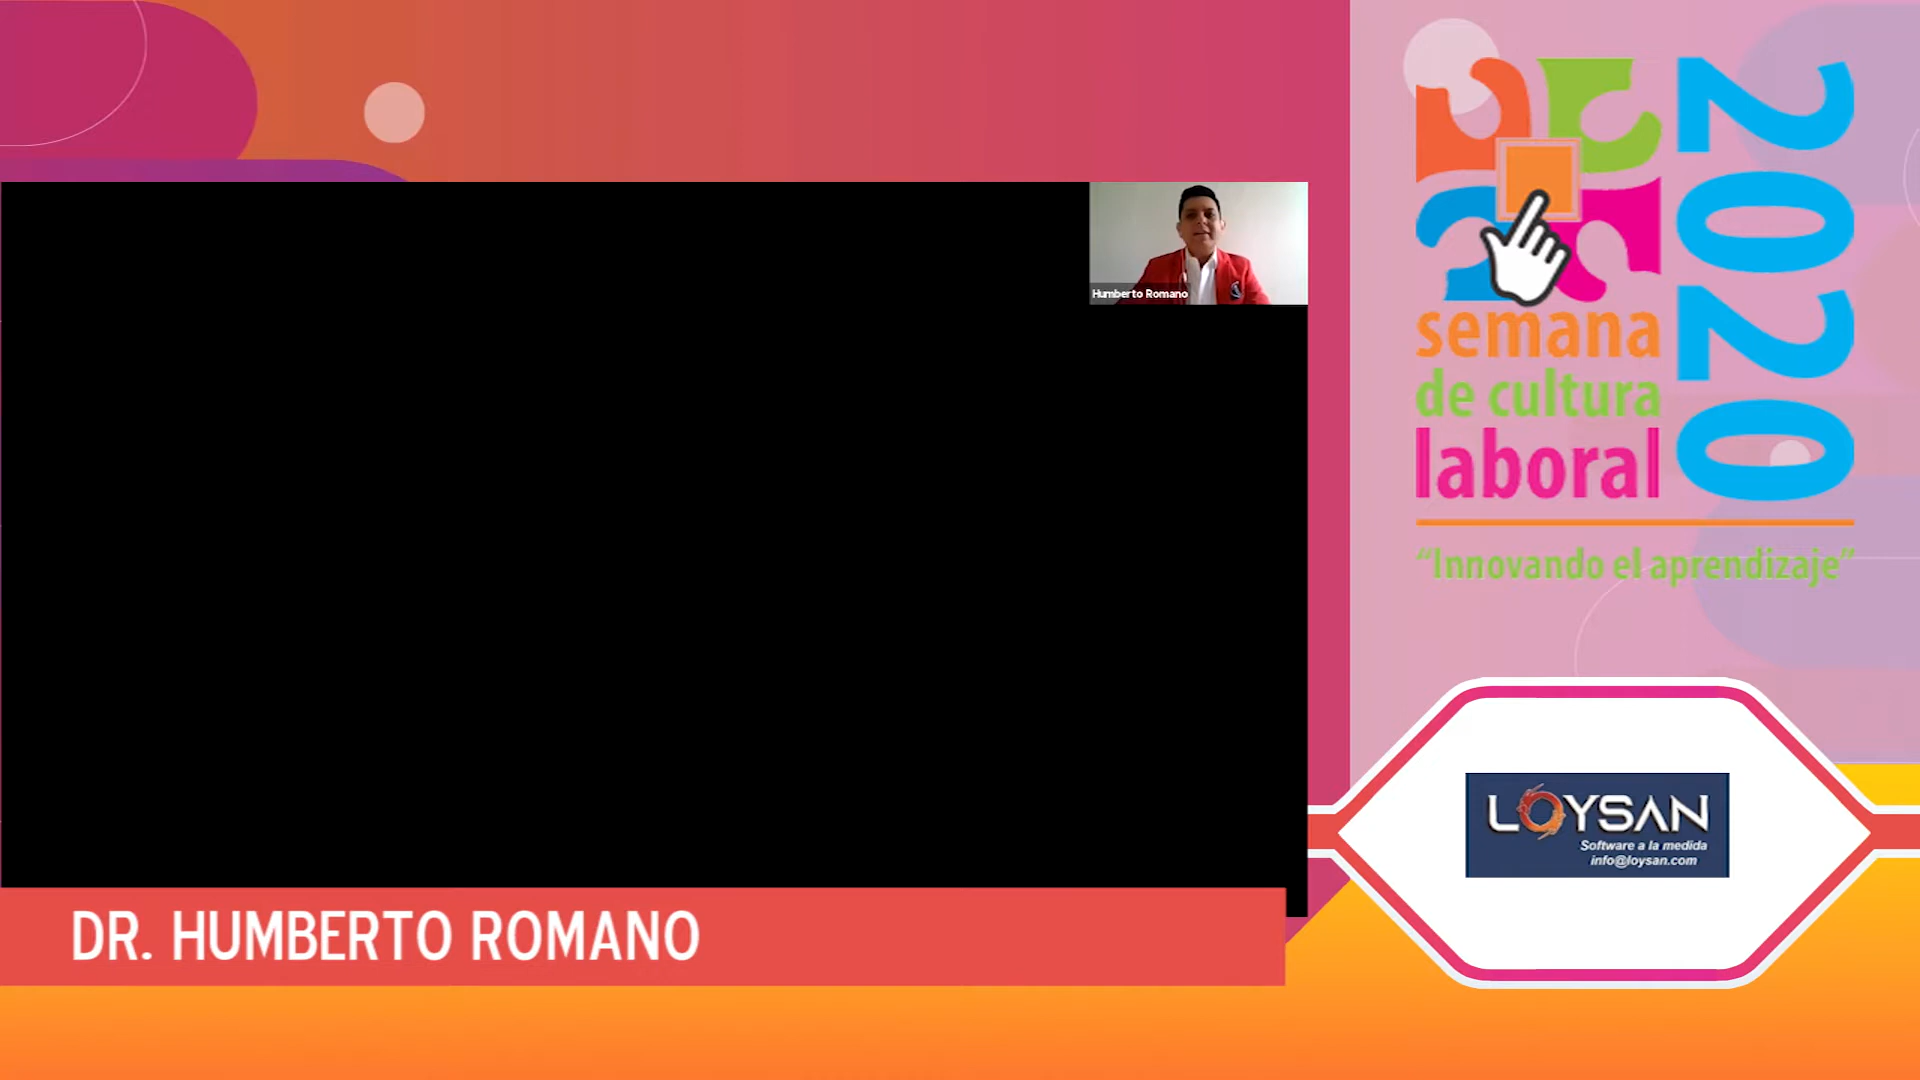 Humberto Romano
2020
semana
de cultura
laboral
“Innovando el aprendizaje”
LOYSAN
Software a la medida
info@loysan.com
DR. HUMBERTO ROMANO